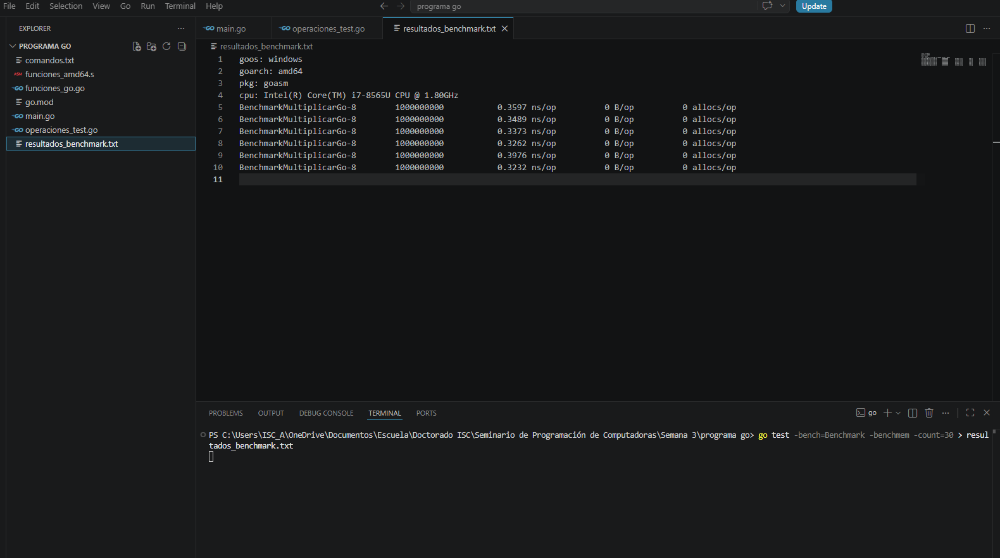 File Edit Selection View Go Run Terminal Help
programa go
Update
EXPLORER
PROGRAMA GO
comandos.txt
ASM funciones_amd64.s
GO funciones_go.go
go.mod
GO main.go
GO operaciones_test.go
resultados_benchmark.txt
GO main.go
GO operaciones_test.go
resultados_benchmark.txt
resultados_benchmark.txt
1 goos: windows
2 goarch: amd64
3 pkg: goasm
4 cpu: Intel(R) Core(TM) i7-8565U CPU @ 1.80GHz
5 BenchmarkMultiplicarGo-8 1000000000 0.3597 ns/op 0 B/op 0 allocs/op
6 BenchmarkMultiplicarGo-8 1000000000 0.3489 ns/op 0 B/op 0 allocs/op
7 BenchmarkMultiplicarGo-8 1000000000 0.3373 ns/op 0 B/op 0 allocs/op
8 BenchmarkMultiplicarGo-8 1000000000 0.3262 ns/op 0 B/op 0 allocs/op
9 BenchmarkMultiplicarGo-8 1000000000 0.3976 ns/op 0 B/op 0 allocs/op
10 BenchmarkMultiplicarGo-8 1000000000 0.3232 ns/op 0 B/op 0 allocs/op
11
PROBLEMS OUTPUT DEBUG CONSOLE TERMINAL PORTS
go
PS C:\Users\ISC_A\OneDrive\Documentos\Escuela\Doctorado ISC\Seminario de Programación de Computadoras\Semana 3\programa go> go test -bench=Benchmark -benchmem -count=30 > resul
tados_benchmark.txt